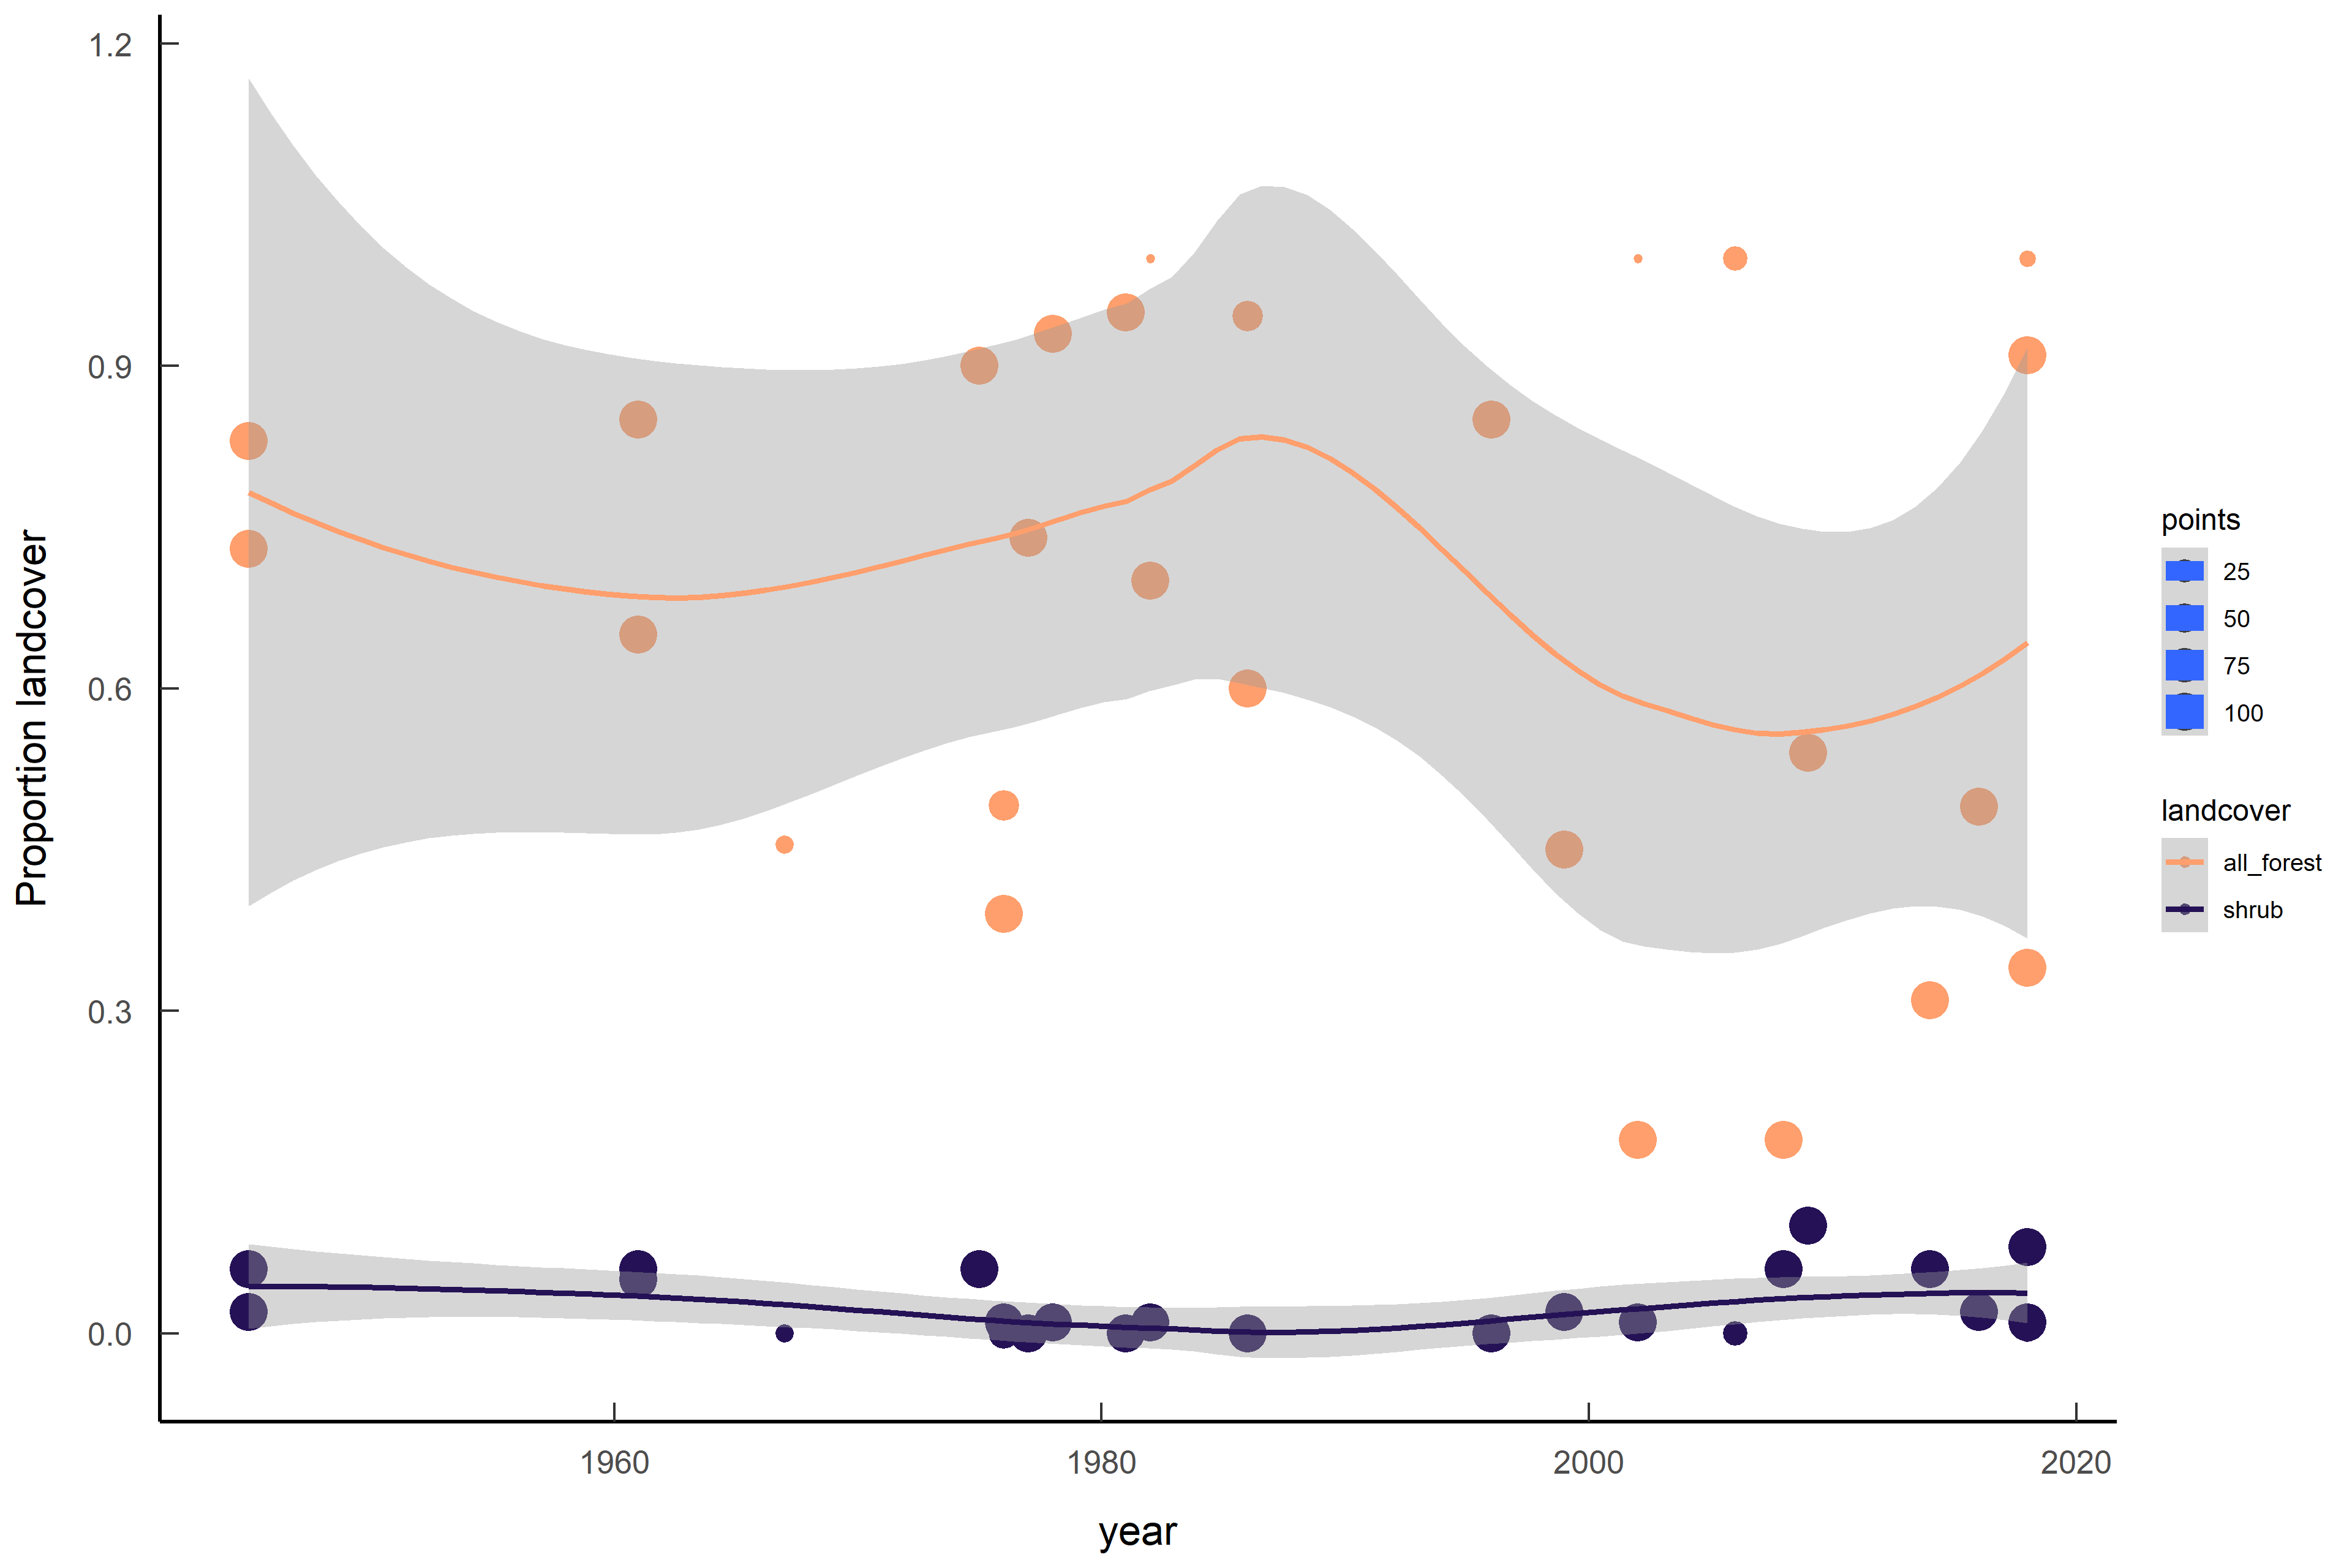 1.2
0.9
0.6
0.3
0.0
Proportion landcover
1960
1980
2000
2020
year
points
25
50
75
100
landcover
all_forest
shrub